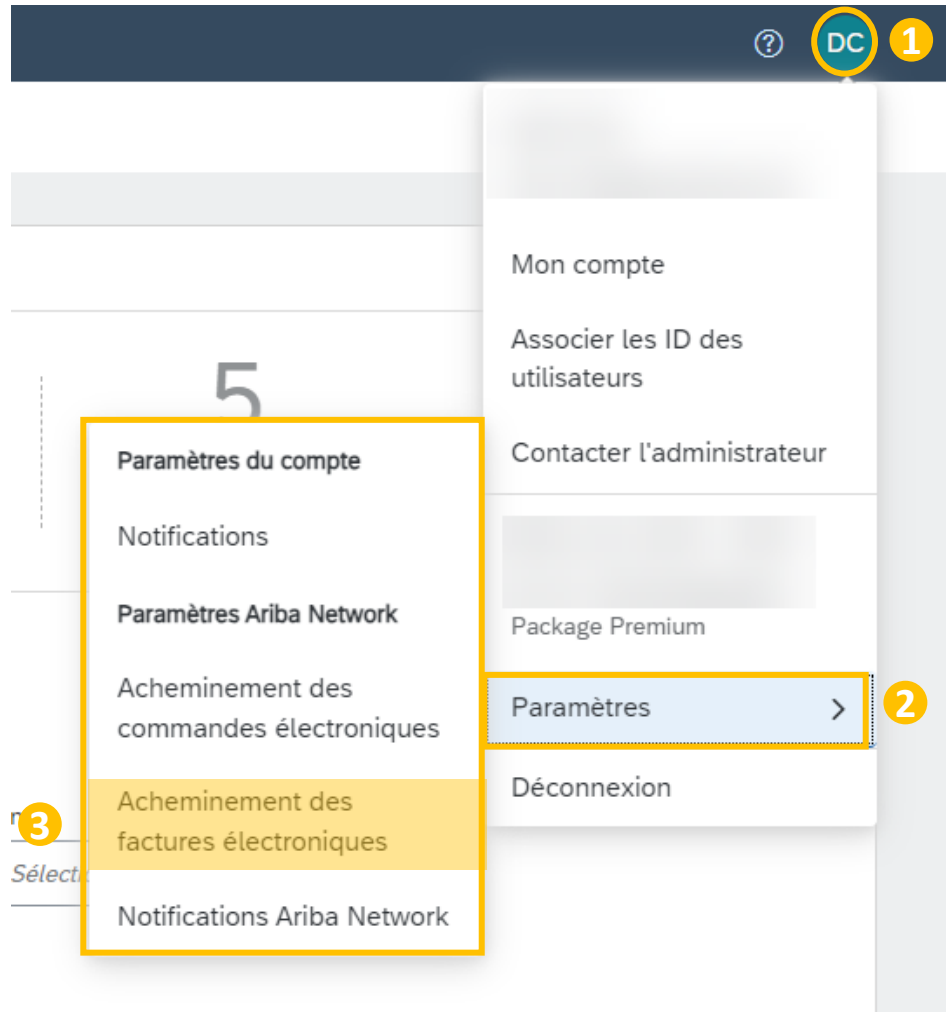 DC 1
Mon compte
Associer les ID des
utilisateurs
Contacter l'administrateur
5
Package Premium
Paramètres 2
Déconnexion
Paramètres du compte
Notifications
Paramètres Ariba Network
Acheminement des
commandes électroniques
3 Acheminement des
factures électroniques
Notifications Ariba Network